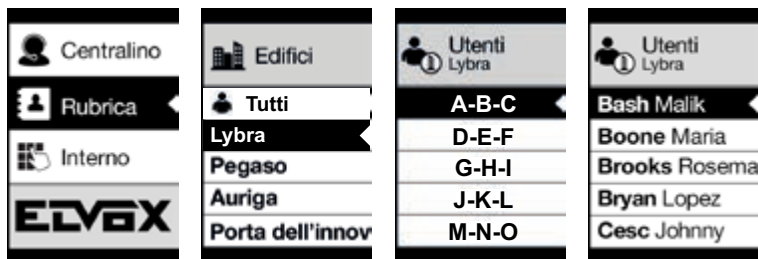 Centralino
Rubrica
Interno
ELVOX
Edifici
Tutti
Lybra
Pegaso
Auriga
Porta dell'innov
Utenti
Lybra
A-B-C
D-E-F
G-H-I
J-K-L
M-N-O
Utenti
Lybra
Bash Malik
Boone Maria
Brooks Rosema
Bryan Lopez
Cesc Johnny